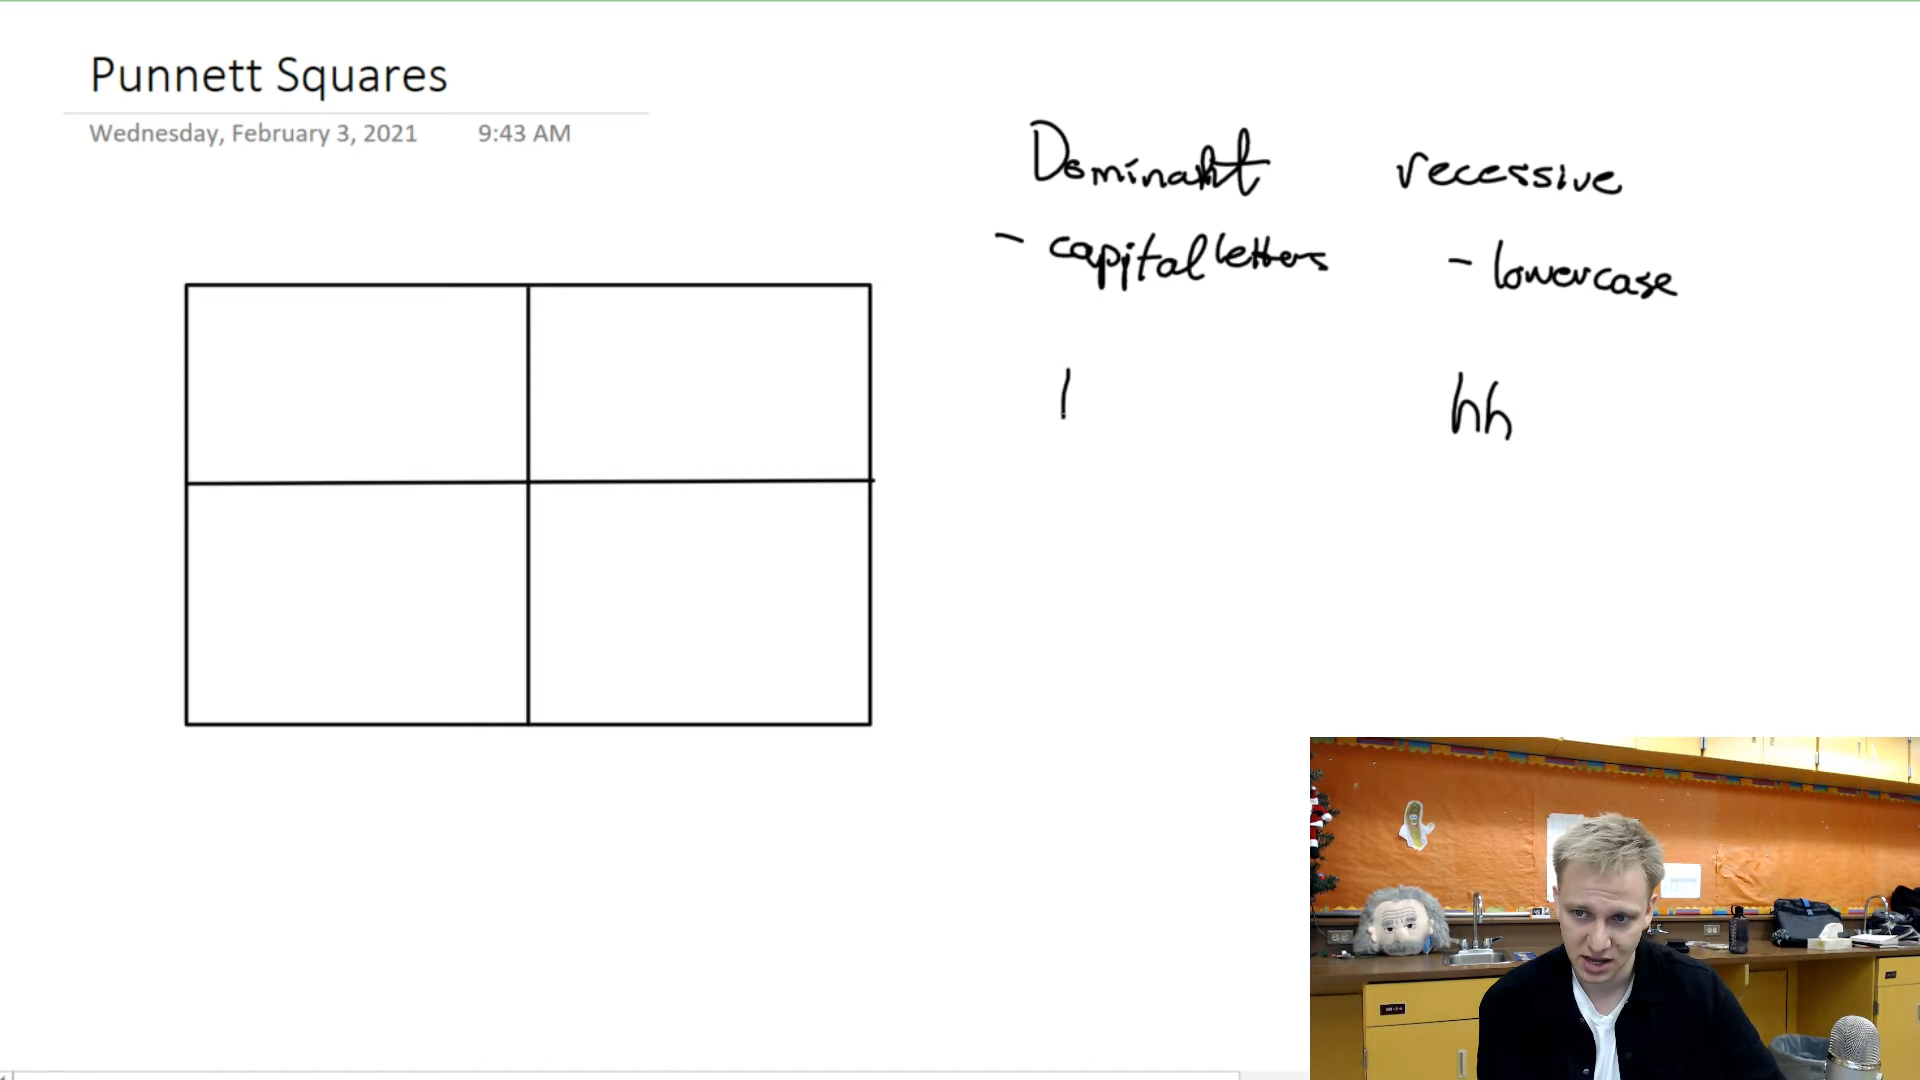 Punnett Squares
Wednesday, February 3, 2021 9:43 AM
Dominant recessive
- capital letters - lowercase
hh